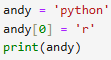 andy = 'python'
andy[0] = 'r'
print(andy)